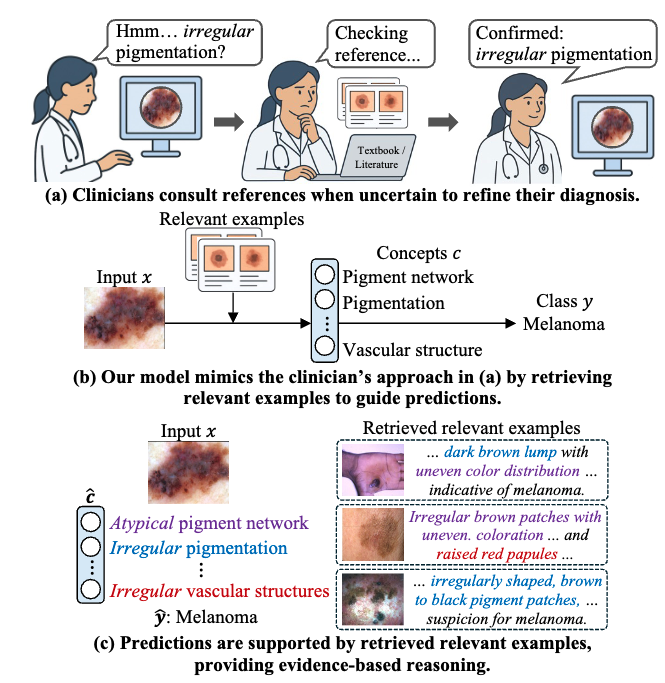 Hmm… irregular
pigmentation?
Checking
reference...
Textbook /
Literature
Confirmed:
irregular pigmentation
(a) Clinicians consult references when uncertain to refine their diagnosis.
Relevant examples
Input x
Concepts c
Pigment network
Pigmentation
⋮
Vascular structure
Class y
Melanoma
(b) Our model mimics the clinician’s approach in (a) by retrieving
relevant examples to guide predictions.
Input x
ĉ
Atypical pigment network
Irregular pigmentation
⋮
Irregular vascular structures
ŷ: Melanoma
Retrieved relevant examples
… dark brown lump with
uneven color distribution …
indicative of melanoma.
Irregular brown patches with
uneven. coloration … and
raised red papules …
… irregularly shaped, brown
to black pigment patches, …
suspicion for melanoma.
(c) Predictions are supported by retrieved relevant examples,
providing evidence-based reasoning.